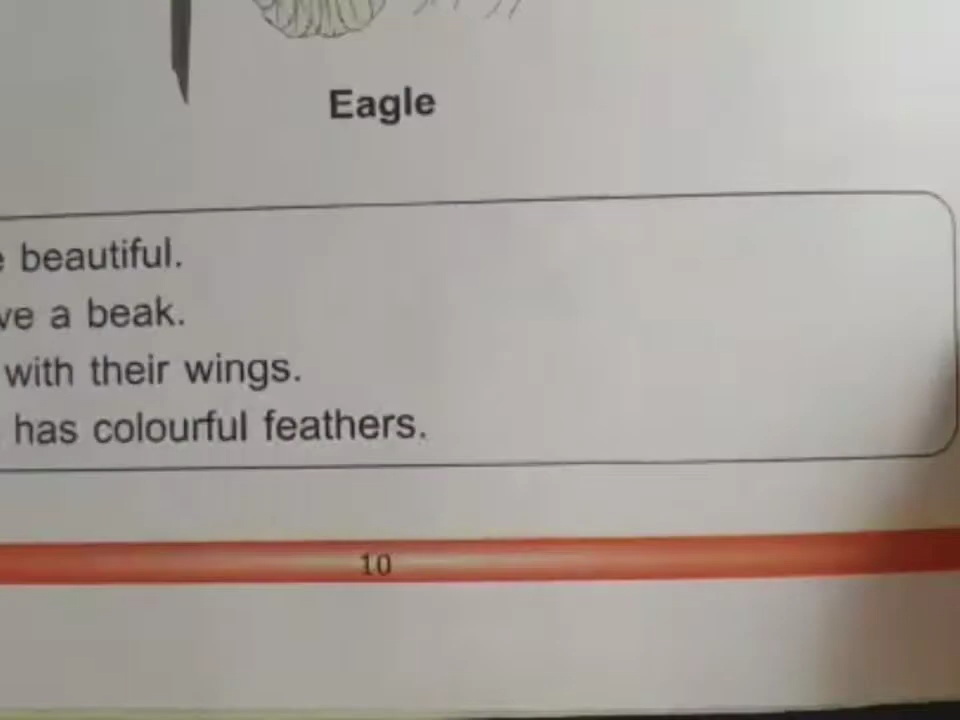 Eagle
beautiful.
a beak.
with their wings.
has colourful feathers.
10